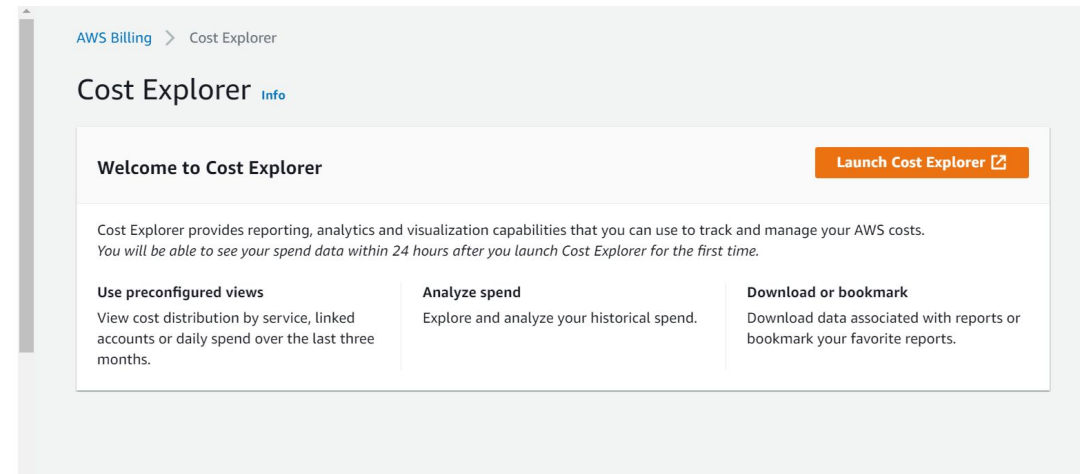 AWS Billing > Cost Explorer
Cost Explorer Info
Welcome to Cost Explorer
Launch Cost Explorer
Cost Explorer provides reporting, analytics and visualization capabilities that you can use to track and manage your AWS costs.
You will be able to see your spend data within 24 hours after you launch Cost Explorer for the first time.
Use preconfigured views
View cost distribution by service, linked
accounts or daily spend over the last three
months.
Analyze spend
Explore and analyze your historical spend.
Download or bookmark
Download data associated with reports or
bookmark your favorite reports.